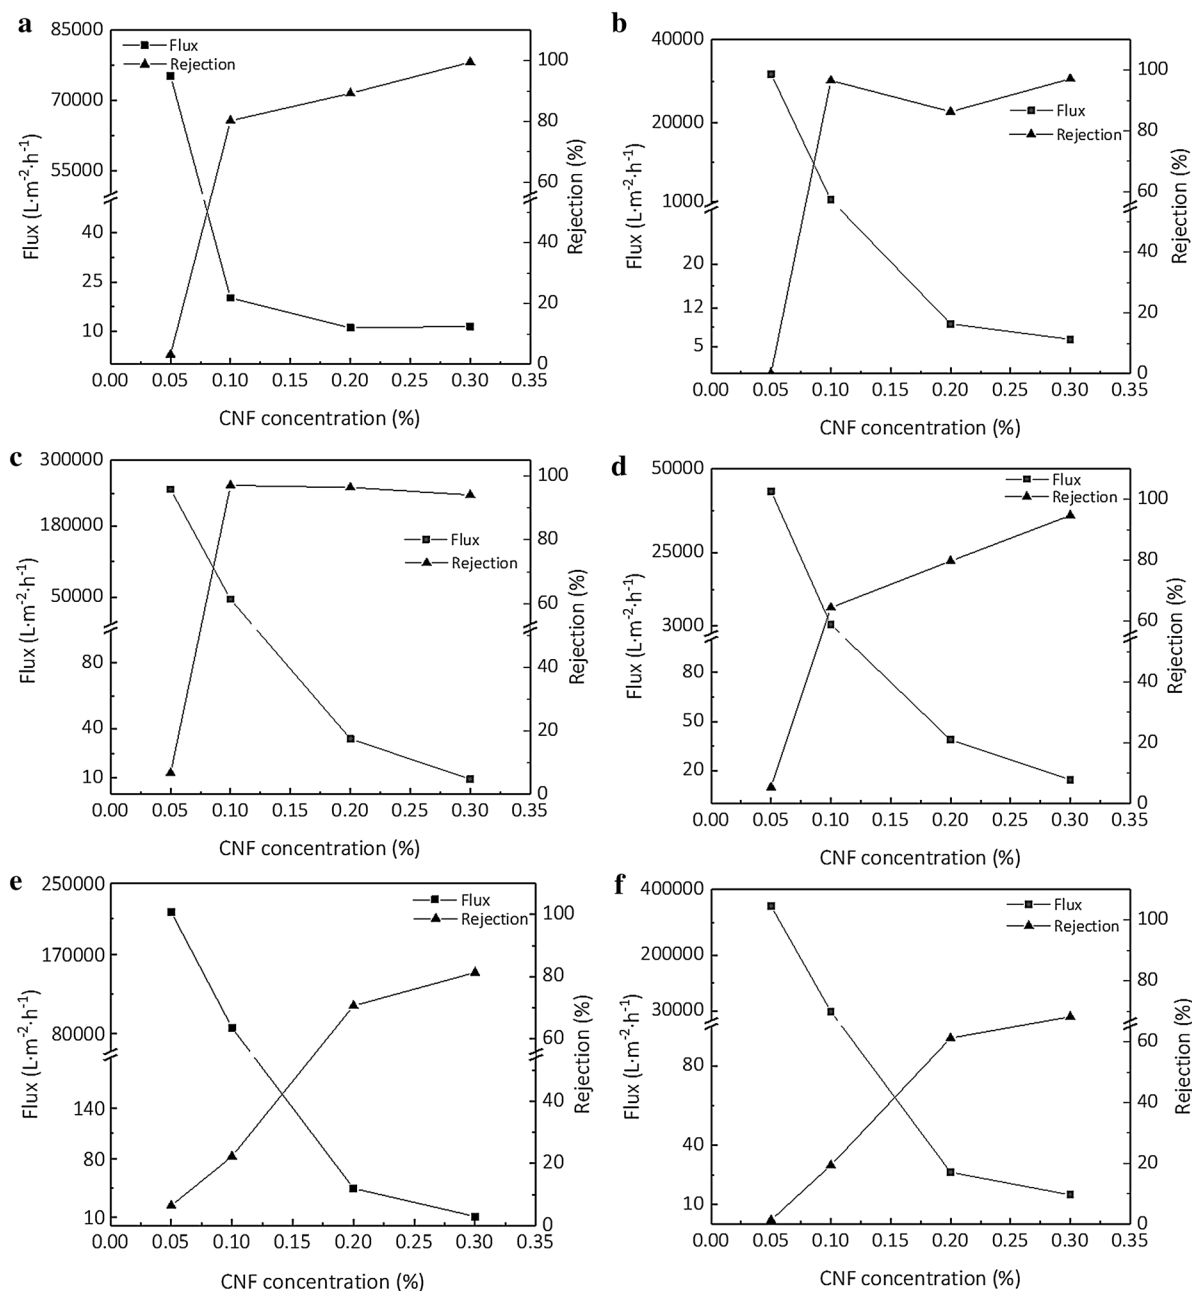 a
85000
70000
55000
40
25
10
Flux (L·m⁻²·h⁻¹)
Flux
Rejection
100
80
60
40
20
0
Rejection (%)
0.00 0.05 0.10 0.15 0.20 0.25 0.30 0.35
CNF concentration (%)
b
40000
20000
1000
20
12
5
Flux (L·m⁻²·h⁻¹)
Flux
Rejection
100
80
60
40
20
0
Rejection (%)
0.00 0.05 0.10 0.15 0.20 0.25 0.30 0.35
CNF concentration (%)
c
300000
180000
50000
80
40
10
Flux (L·m⁻²·h⁻¹)
Flux
Rejection
100
80
60
40
20
0
Rejection (%)
0.00 0.05 0.10 0.15 0.20 0.25 0.30 0.35
CNF concentration (%)
d
50000
25000
3000
80
50
20
Flux (L·m⁻²·h⁻¹)
Flux
Rejection
100
80
60
40
20
0
Rejection (%)
0.00 0.05 0.10 0.15 0.20 0.25 0.30 0.35
CNF concentration (%)
e
250000
170000
80000
140
80
10
Flux (L·m⁻²·h⁻¹)
Flux
Rejection
100
80
60
40
20
0
Rejection (%)
0.00 0.05 0.10 0.15 0.20 0.25 0.30 0.35
CNF concentration (%)
f
400000
200000
30000
80
40
10
Flux (L·m⁻²·h⁻¹)
Flux
Rejection
100
80
60
40
20
0
Rejection (%)
0.00 0.05 0.10 0.15 0.20 0.25 0.30 0.35
CNF concentration (%)